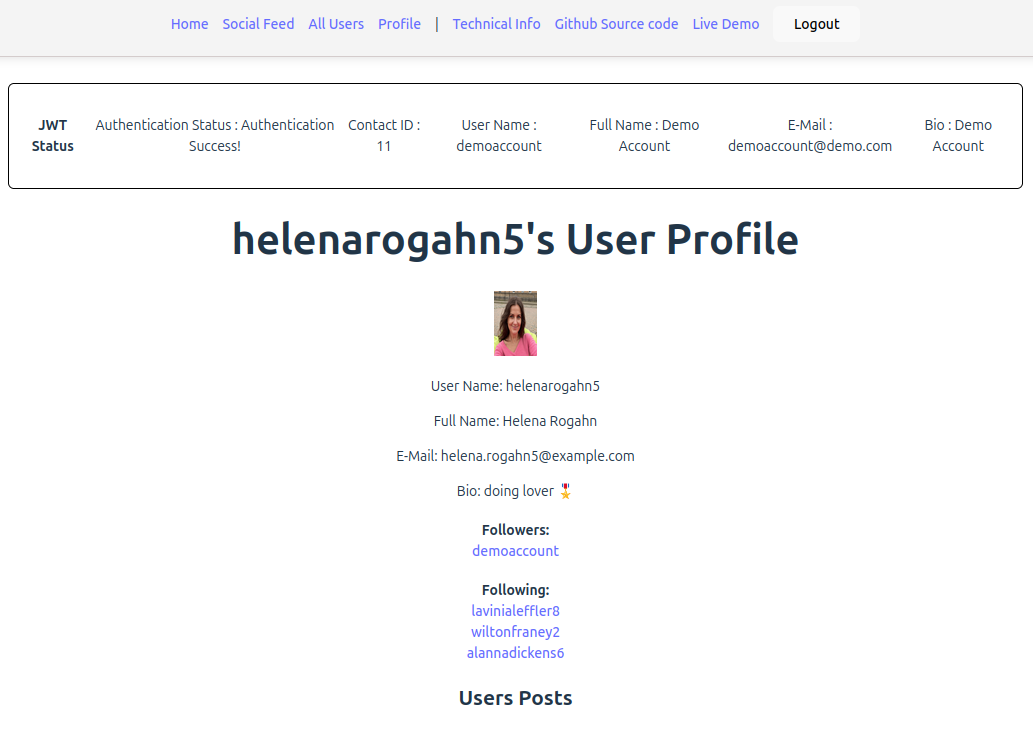 Home Social Feed All Users Profile | Technical Info Github Source code Live Demo Logout
JWT Status
Authentication Status : Authentication Success!
Contact ID : 11
User Name : demoaccount
Full Name : Demo Account
E-Mail : demoaccount@demo.com
Bio : Demo Account
helenarogahn5's User Profile
User Name: helenarogahn5
Full Name: Helena Rogahn
E-Mail: helena.rogahn5@example.com
Bio: doing lover 🎖️
Followers:
demoaccount
Following:
lavinialeffler8
wiltonfraney2
alannadickens6
Users Posts